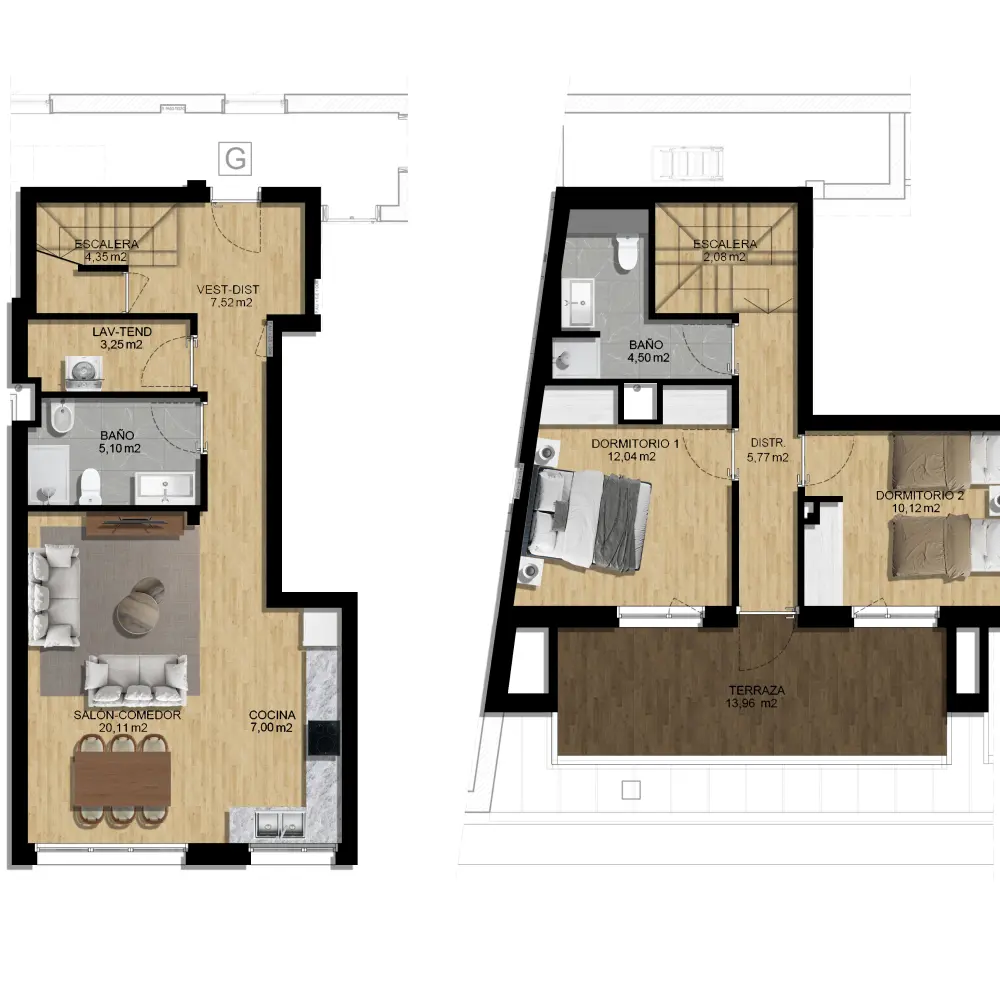 G
ESCALERA
4,35 m2
VEST-DIST
7,52 m2
LAV-TEND
3,25 m2
BAÑO
5,10 m2
SALON-COMEDOR
20,11 m2
COCINA
7,00 m2
ESCALERA
2,08 m2
BAÑO
4,50 m2
DORMITORIO 1
12,04 m2
DISTR.
5,77 m2
DORMITORIO 2
10,12 m2
TERRAZA
13,96 m2